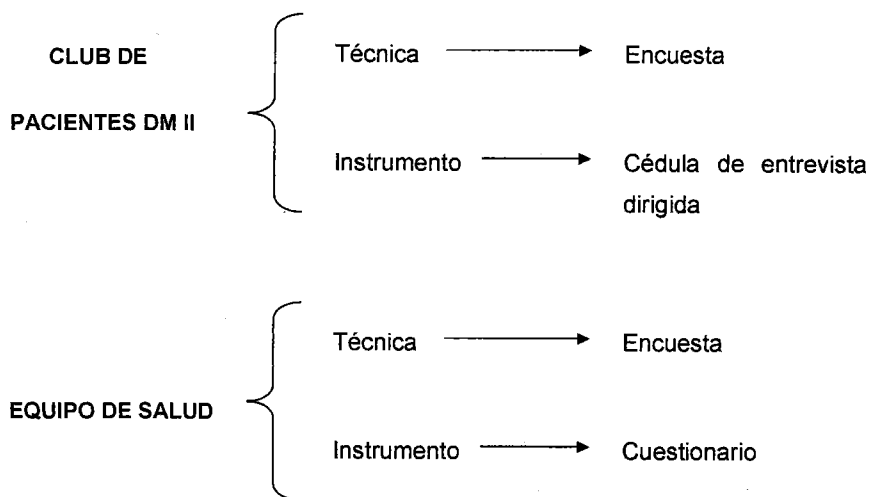 CLUB DE
PACIENTES DM II
Técnica
Encuesta
Instrumento
Cédula de entrevista
dirigida
EQUIPO DE SALUD
Técnica
Encuesta
Instrumento
Cuestionario